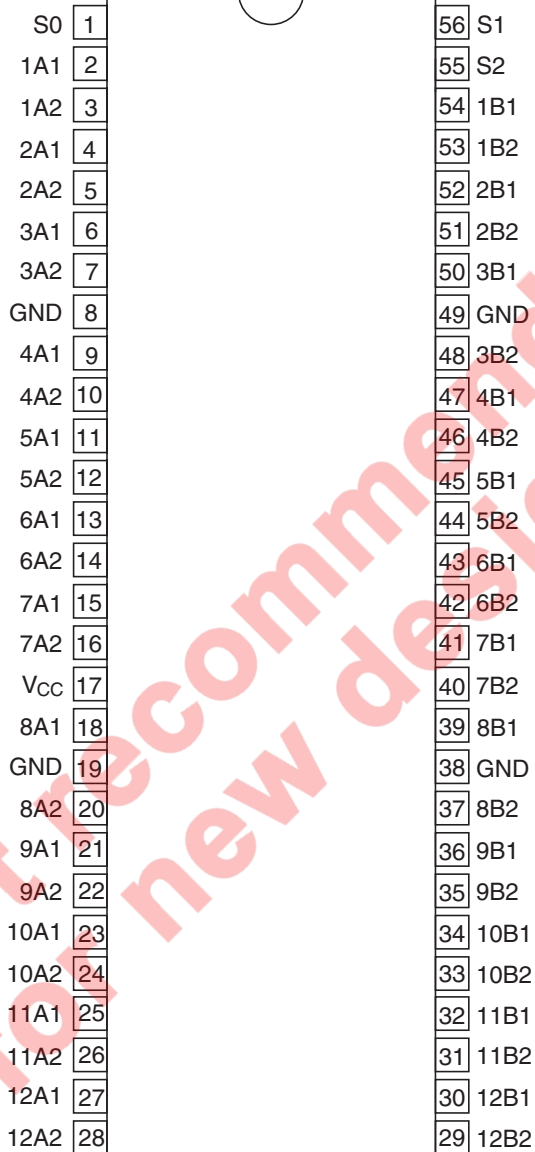 S0 1 56 S1
1A1 2 55 S2
1A2 3 54 1B1
2A1 4 53 1B2
2A2 5 52 2B1
3A1 6 51 2B2
3A2 7 50 3B1
GND 8 49 GND
4A1 9 48 3B2
4A2 10 47 4B1
5A1 11 46 4B2
5A2 12 45 5B1
6A1 13 44 5B2
6A2 14 43 6B1
7A1 15 42 6B2
7A2 16 41 7B1
VCC 17 40 7B2
8A1 18 39 8B1
GND 19 38 GND
8A2 20 37 8B2
9A1 21 36 9B1
9A2 22 35 9B2
10A1 23 34 10B1
10A2 24 33 10B2
11A1 25 32 11B1
11A2 26 31 11B2
12A1 27 30 12B1
12A2 28 29 12B2
t recommend
for new desi